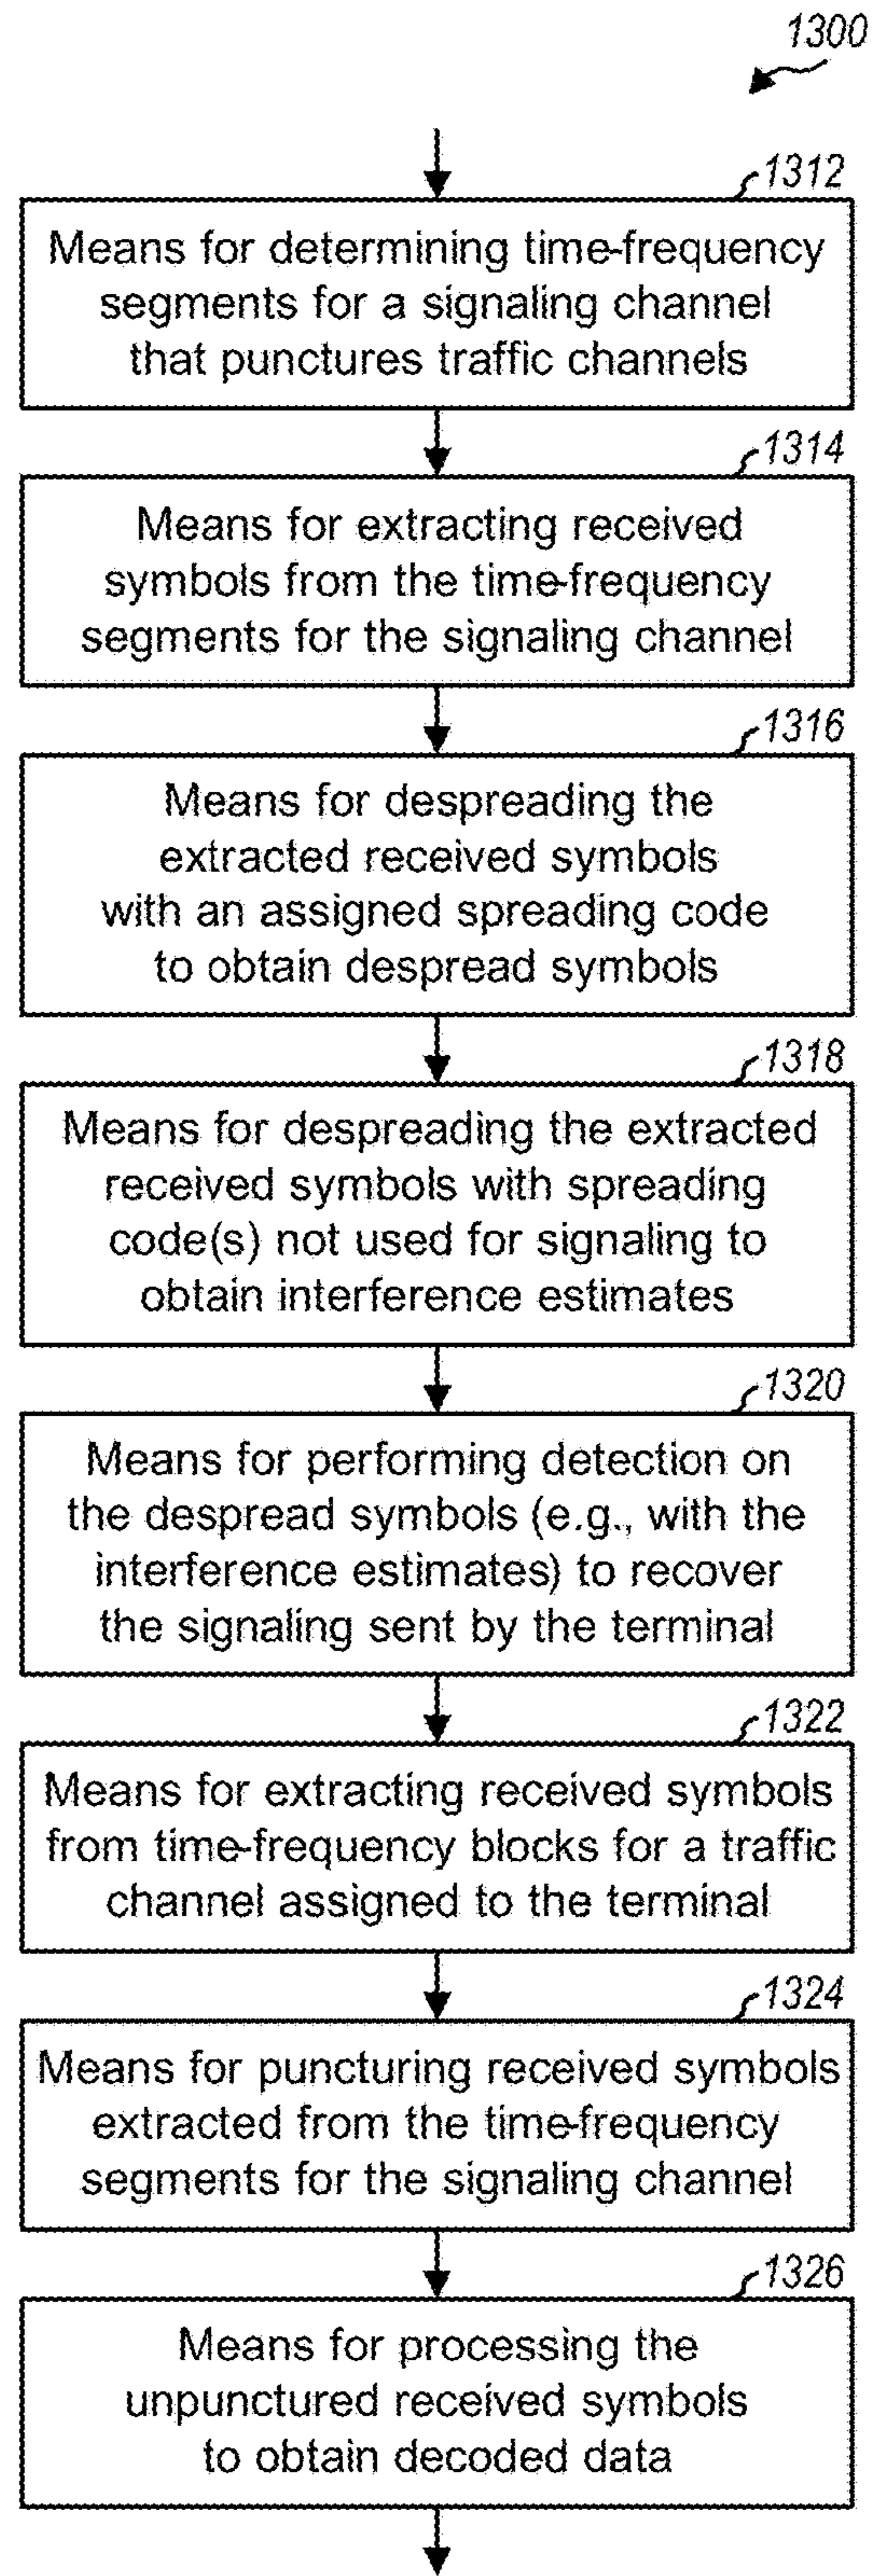 1300
1312
Means for determining time-frequency
segments for a signaling channel
that punctures traffic channels
1314
Means for extracting received
symbols from the time-frequency
segments for the signaling channel
1316
Means for despreading the
extracted received symbols
with an assigned spreading code
to obtain despread symbols
1318
Means for despreading the extracted
received symbols with spreading
code(s) not used for signaling to
obtain interference estimates
1320
Means for performing detection on
the despread symbols (e.g., with the
interference estimates) to recover
the signaling sent by the terminal
1322
Means for extracting received symbols
from time-frequency blocks for a traffic
channel assigned to the terminal
1324
Means for puncturing received symbols
extracted from the time-frequency
segments for the signaling channel
1326
Means for processing the
unpunctured received symbols
to obtain decoded data